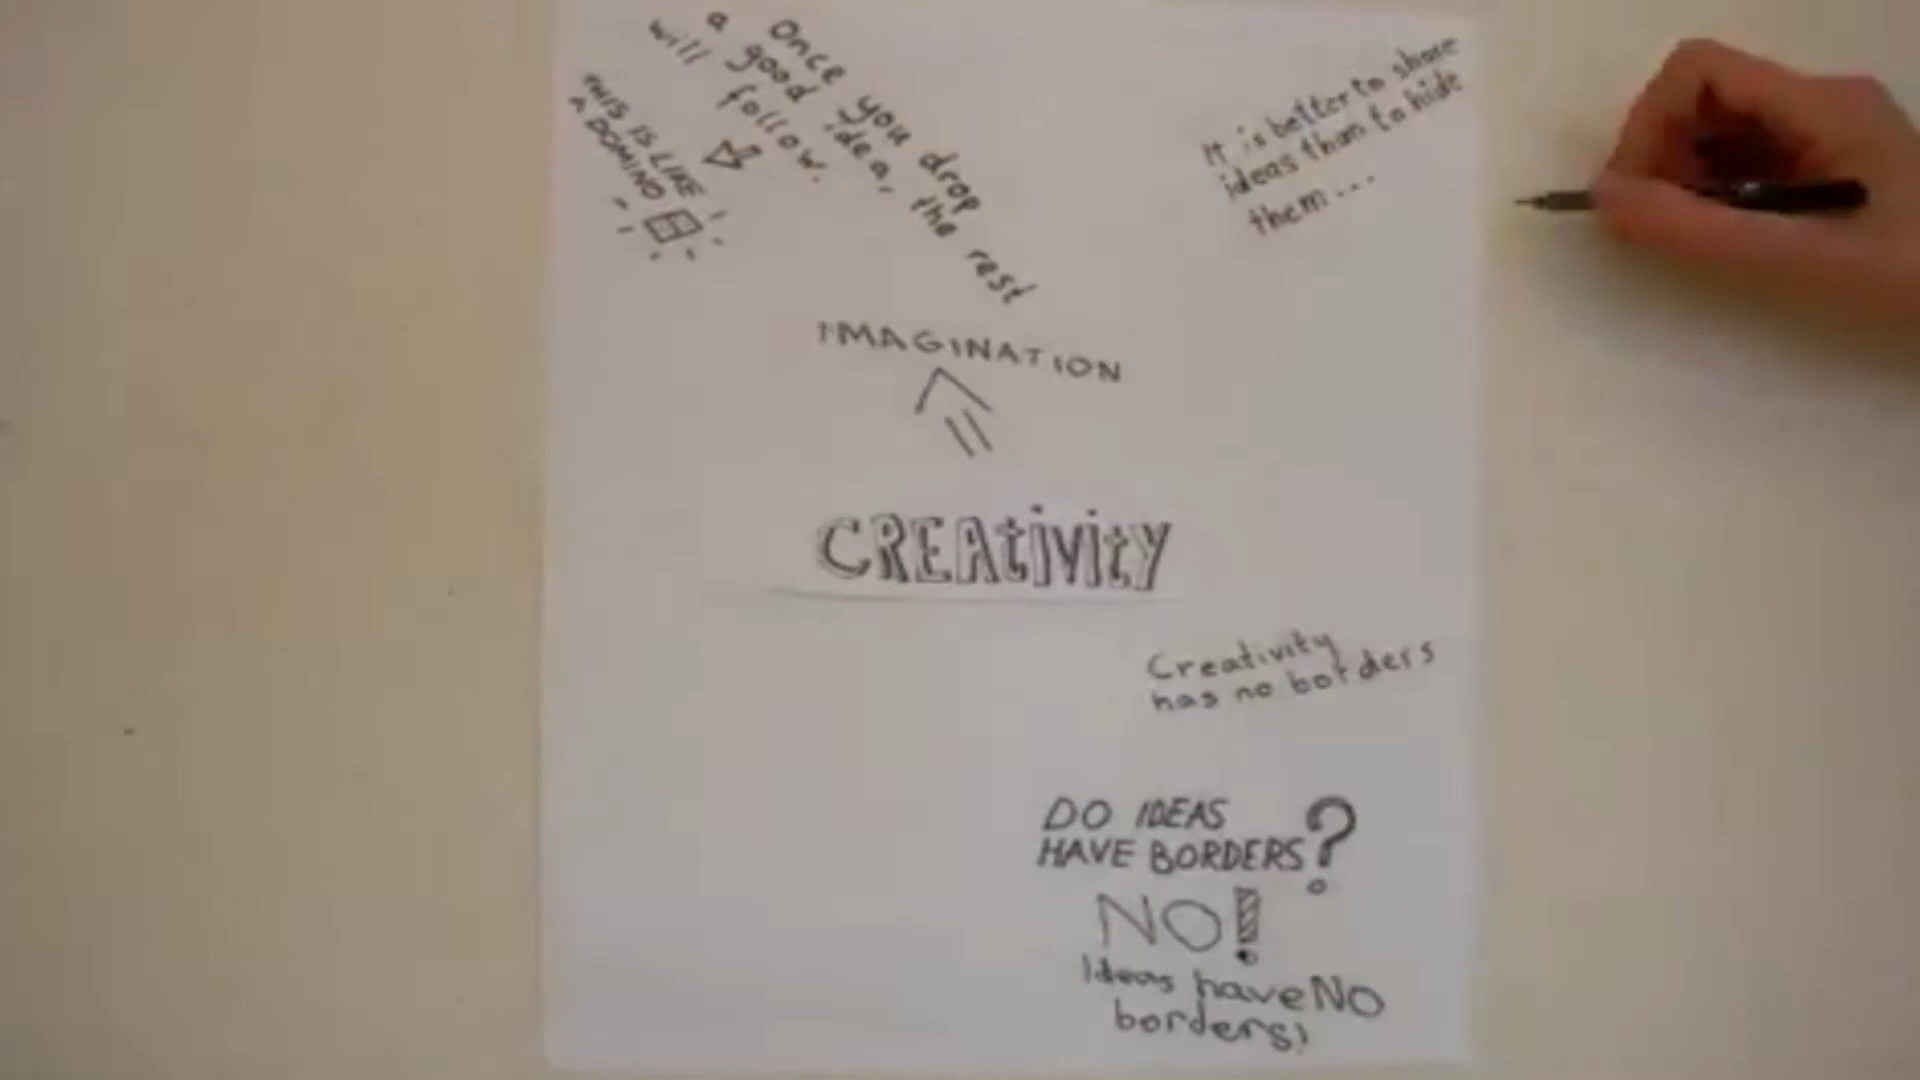 Once you drop
a good idea, the rest
will follow.
THIS IS LIKE
A DOMINO
It is better to share
ideas than to hide
them...
IMAGINATION
CREAtiVitY
Creativity
has no borders
DO IDEAS
HAVE BORDERS?
NO!
Ideas have NO
borders!